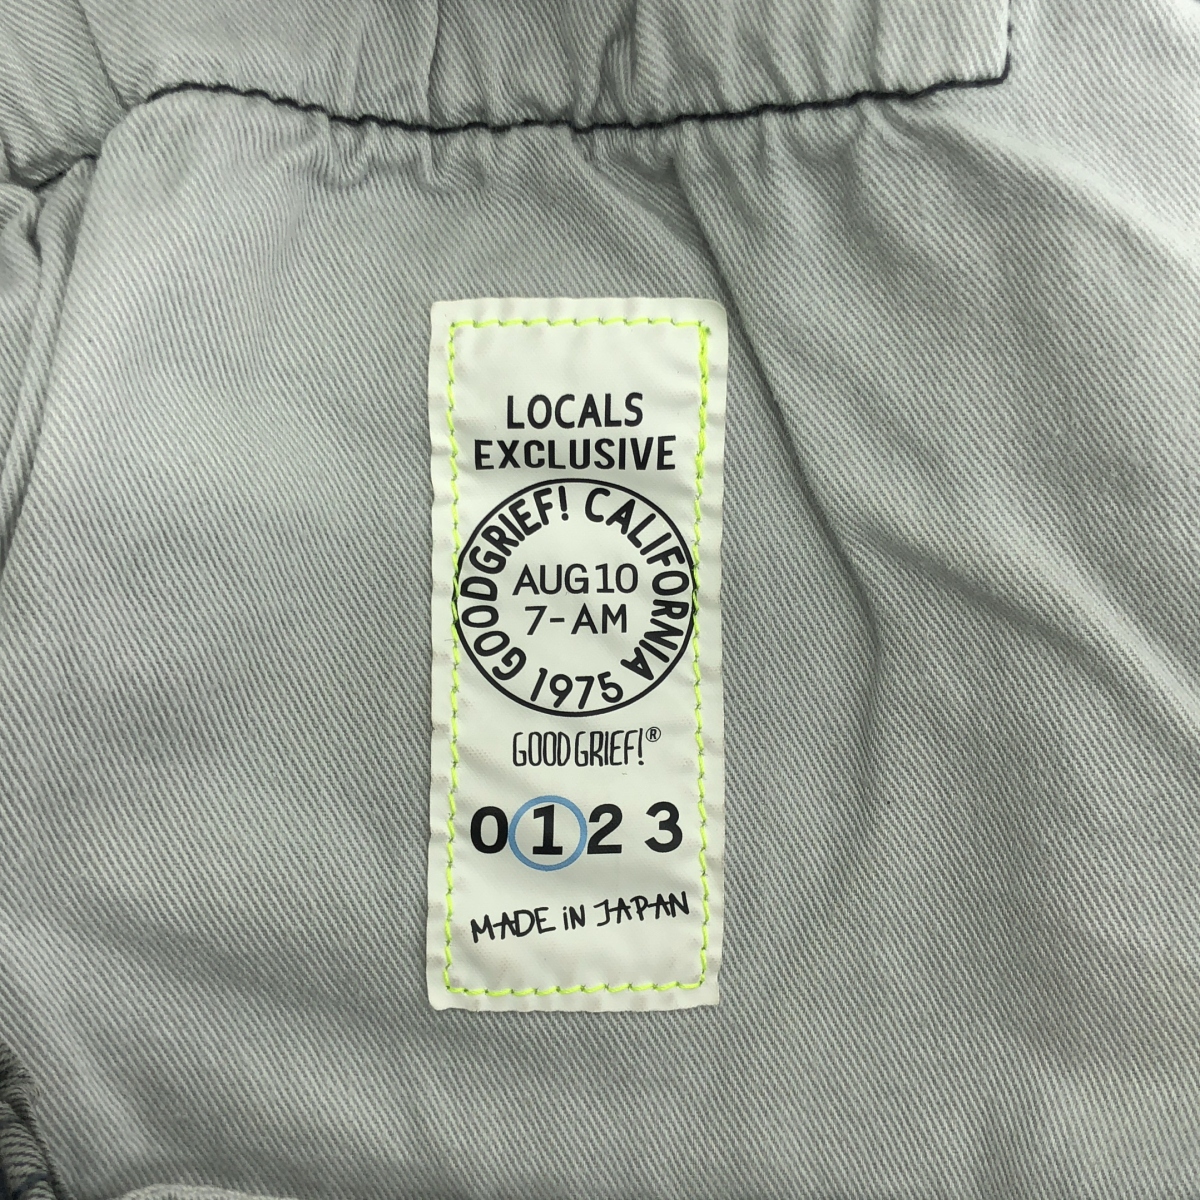 LOCALS
EXCLUSIVE
GOODGRIEF! CALIFORNIA
AUG 10
7-AM
1975
GOOD GRIEF!®
0 1 2 3
MADE iN JAPAN